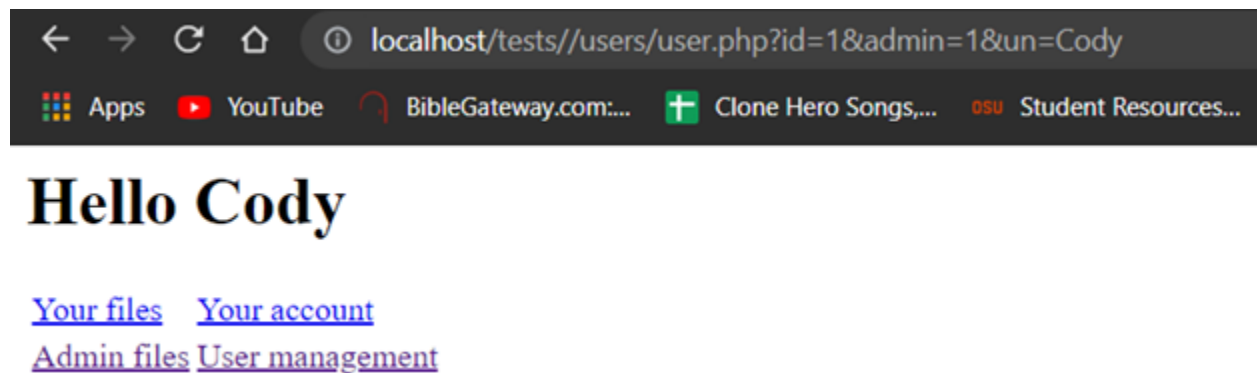 localhost/tests//users/user.php?id=1&admin=1&un=Cody
Apps YouTube BibleGateway.com:... Clone Hero Songs,... OSU Student Resources...
Hello Cody
Your files Your account
Admin files User management